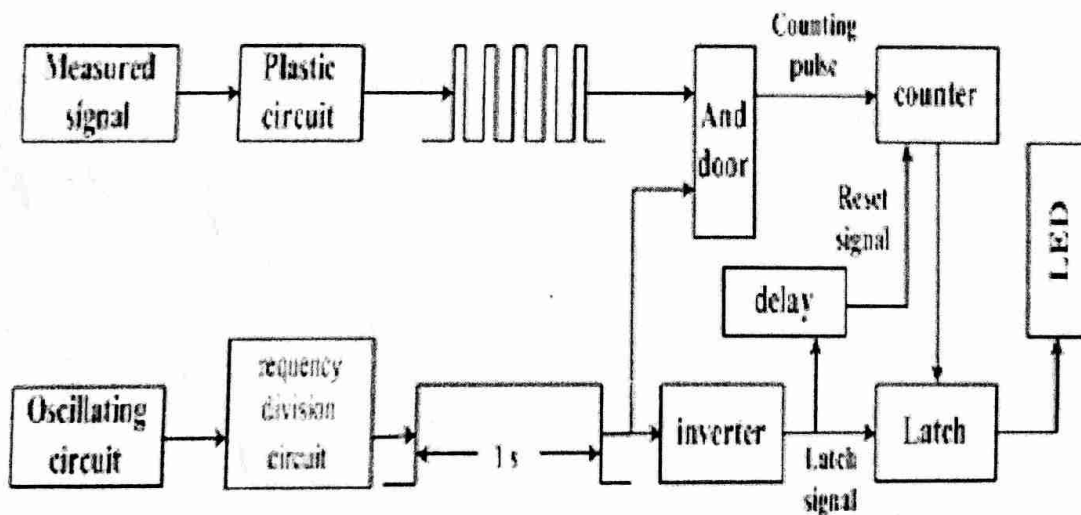 Measured
signal
Plastic
circuit
And
door
Counting
pulse
counter
Reset
signal
LED
delay
Oscillating
circuit
requency
division
circuit
1 s
inverter
Latch
signal
Latch